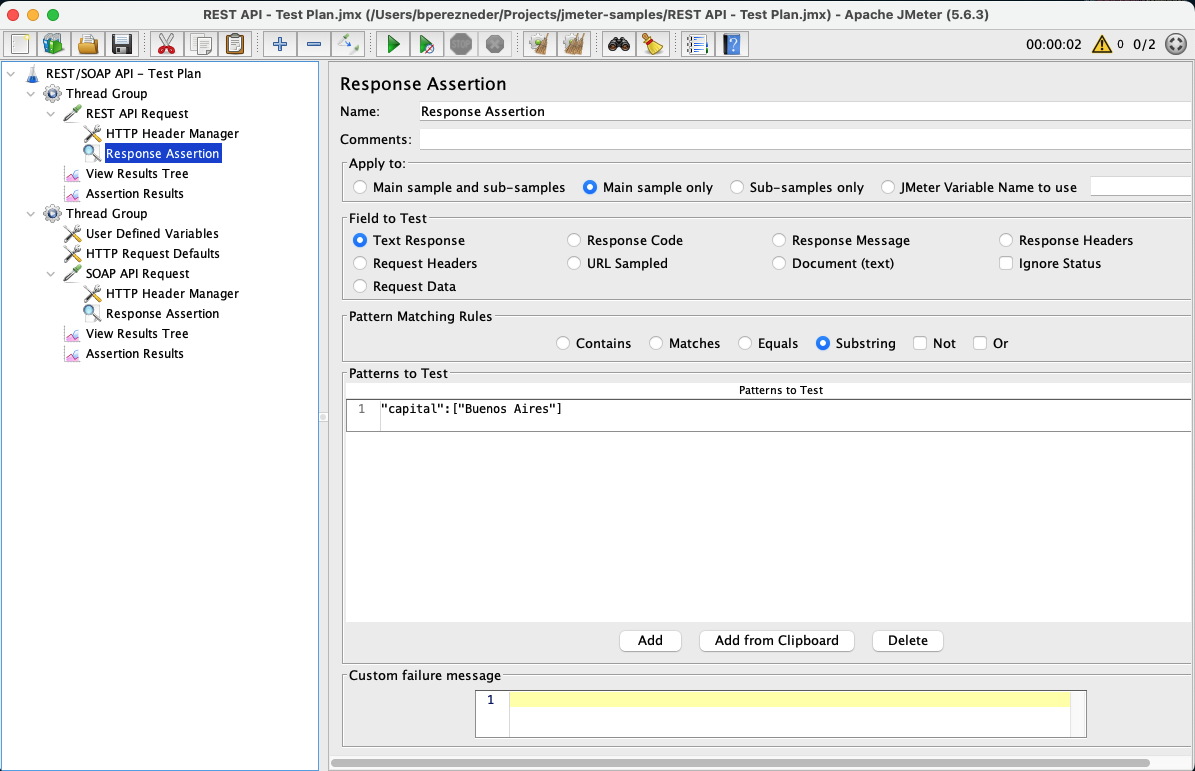 REST API - Test Plan.jmx (/Users/bperezneder/Projects/jmeter-samples/REST API - Test Plan.jmx) - Apache JMeter (5.6.3)
STOP
?
00:00:02 0 0/2
REST/SOAP API - Test Plan
Thread Group
REST API Request
HTTP Header Manager
Response Assertion
View Results Tree
Assertion Results
Thread Group
User Defined Variables
HTTP Request Defaults
SOAP API Request
HTTP Header Manager
Response Assertion
View Results Tree
Assertion Results
Response Assertion
Name: Response Assertion
Comments:
Apply to:
Main sample and sub-samples Main sample only Sub-samples only JMeter Variable Name to use
Field to Test
Text Response Response Code Response Message Response Headers
Request Headers URL Sampled Document (text) Ignore Status
Request Data
Pattern Matching Rules
Contains Matches Equals Substring Not Or
Patterns to Test
Patterns to Test
1 "capital":["Buenos Aires"]
Add Add from Clipboard Delete
Custom failure message
1